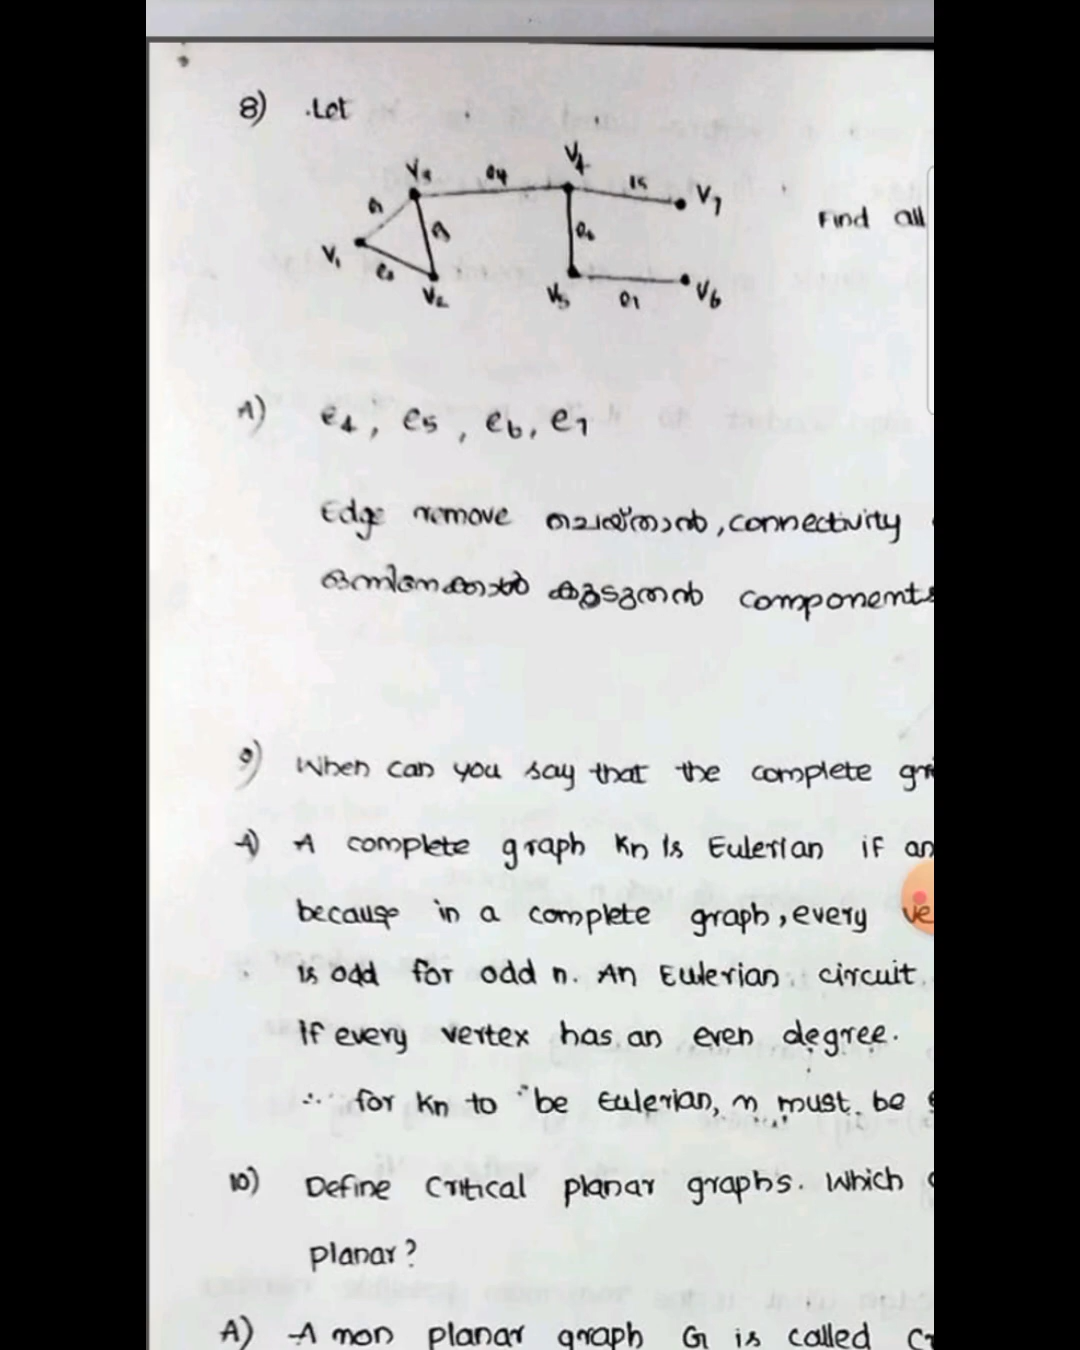 8) Let
V3 e4 V4 e5 V7
Find all
V1 e2 V2 V5 e7 V6
A) e4, e5, e6, e7
Edge remove ചെയ്താൽ, connectivity
ഒന്നിനേക്കാൾ കൂടുതൽ components
9) When can you say that the complete
A) A complete graph Kn is Eulerian if
because in a complete graph, every
is odd for odd n. An Eulerian circuit
If every vertex has an even degree.
∴ for Kn to be Eulerian, n must be
10) Define Critical planar graphs. Which
planar?
A) A non planar graph G is called